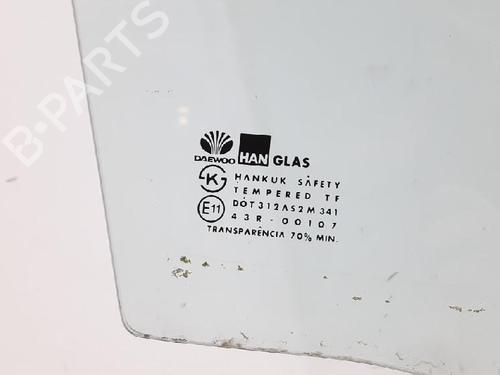 B-PARTS
DAEWOO HAN GLAS
K HANKUK SAFETY
TEMPERED TF
E11 DOT312AS2M341
43R-00107
TRANSPARÊNCIA 70% MIN.